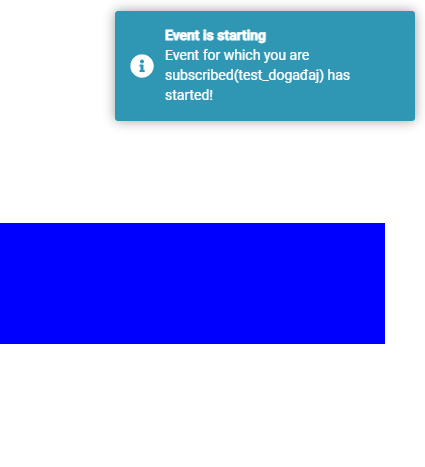 Event is starting
Event for which you are
subscribed(test_događaj) has
started!